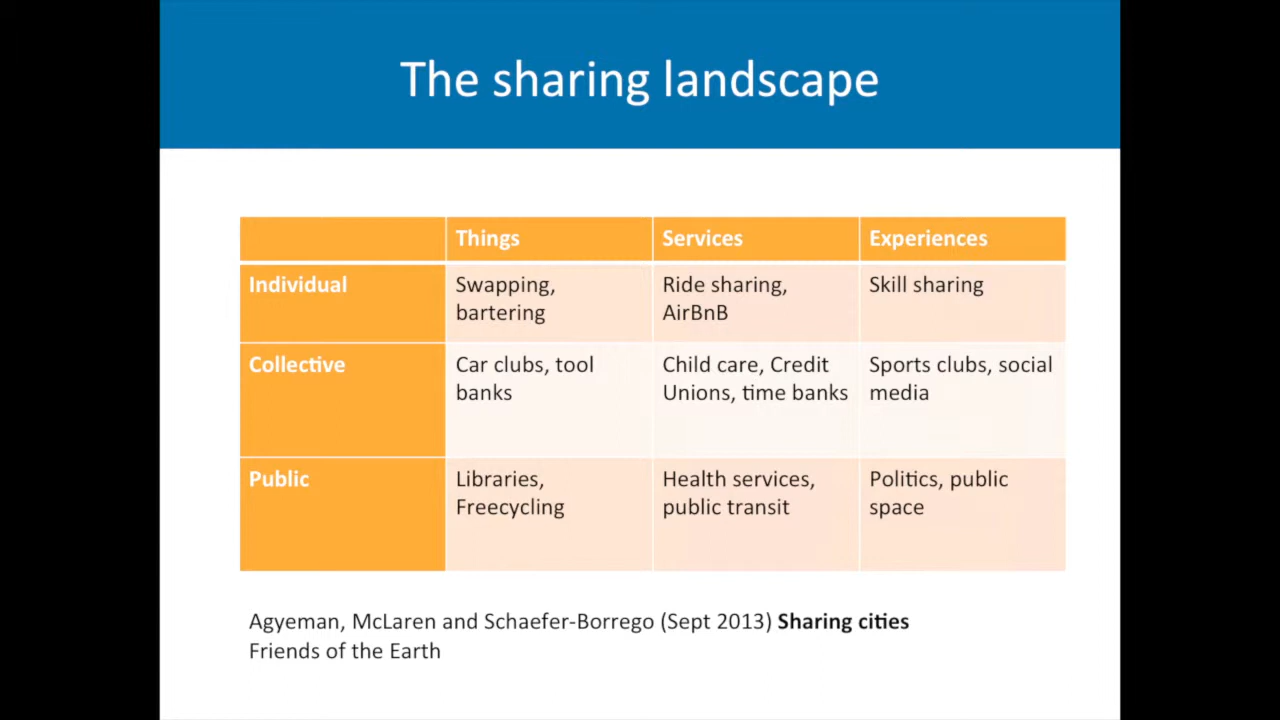 The sharing landscape
Things Services Experiences
Individual
Swapping,
bartering
Ride sharing,
AirBnB
Skill sharing
Collective
Car clubs, tool
banks
Child care, Credit
Unions, time banks
Sports clubs, social
media
Public
Libraries,
Freecycling
Health services,
public transit
Politics, public
space
Agyeman, McLaren and Schaefer-Borrego (Sept 2013) Sharing cities
Friends of the Earth